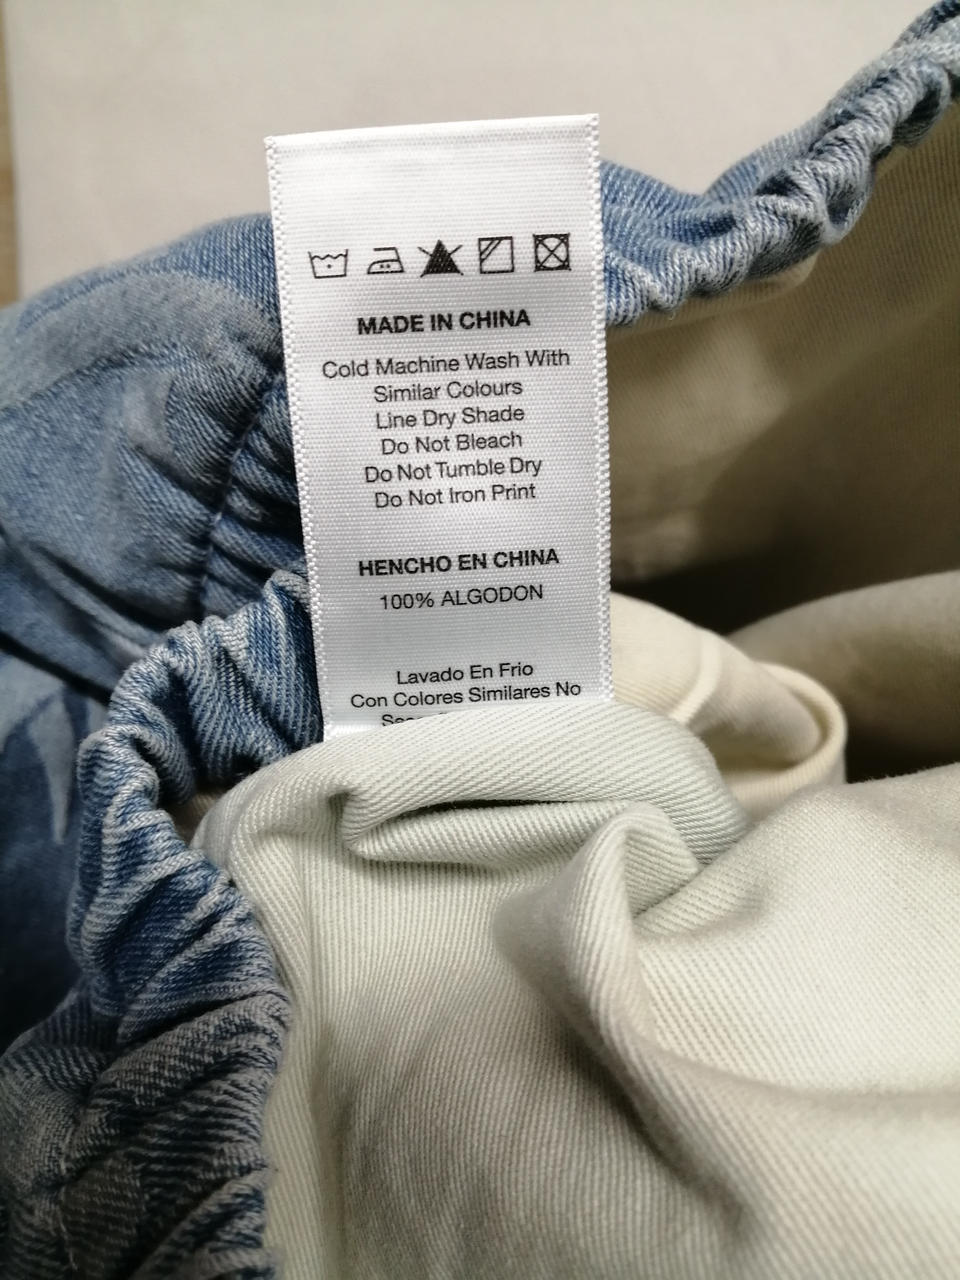 MADE IN CHINA
Cold Machine Wash With
Similar Colours
Line Dry Shade
Do Not Bleach
Do Not Tumble Dry
Do Not Iron Print
HENCHO EN CHINA
100% ALGODON
Lavado En Frio
Con Colores Similares No